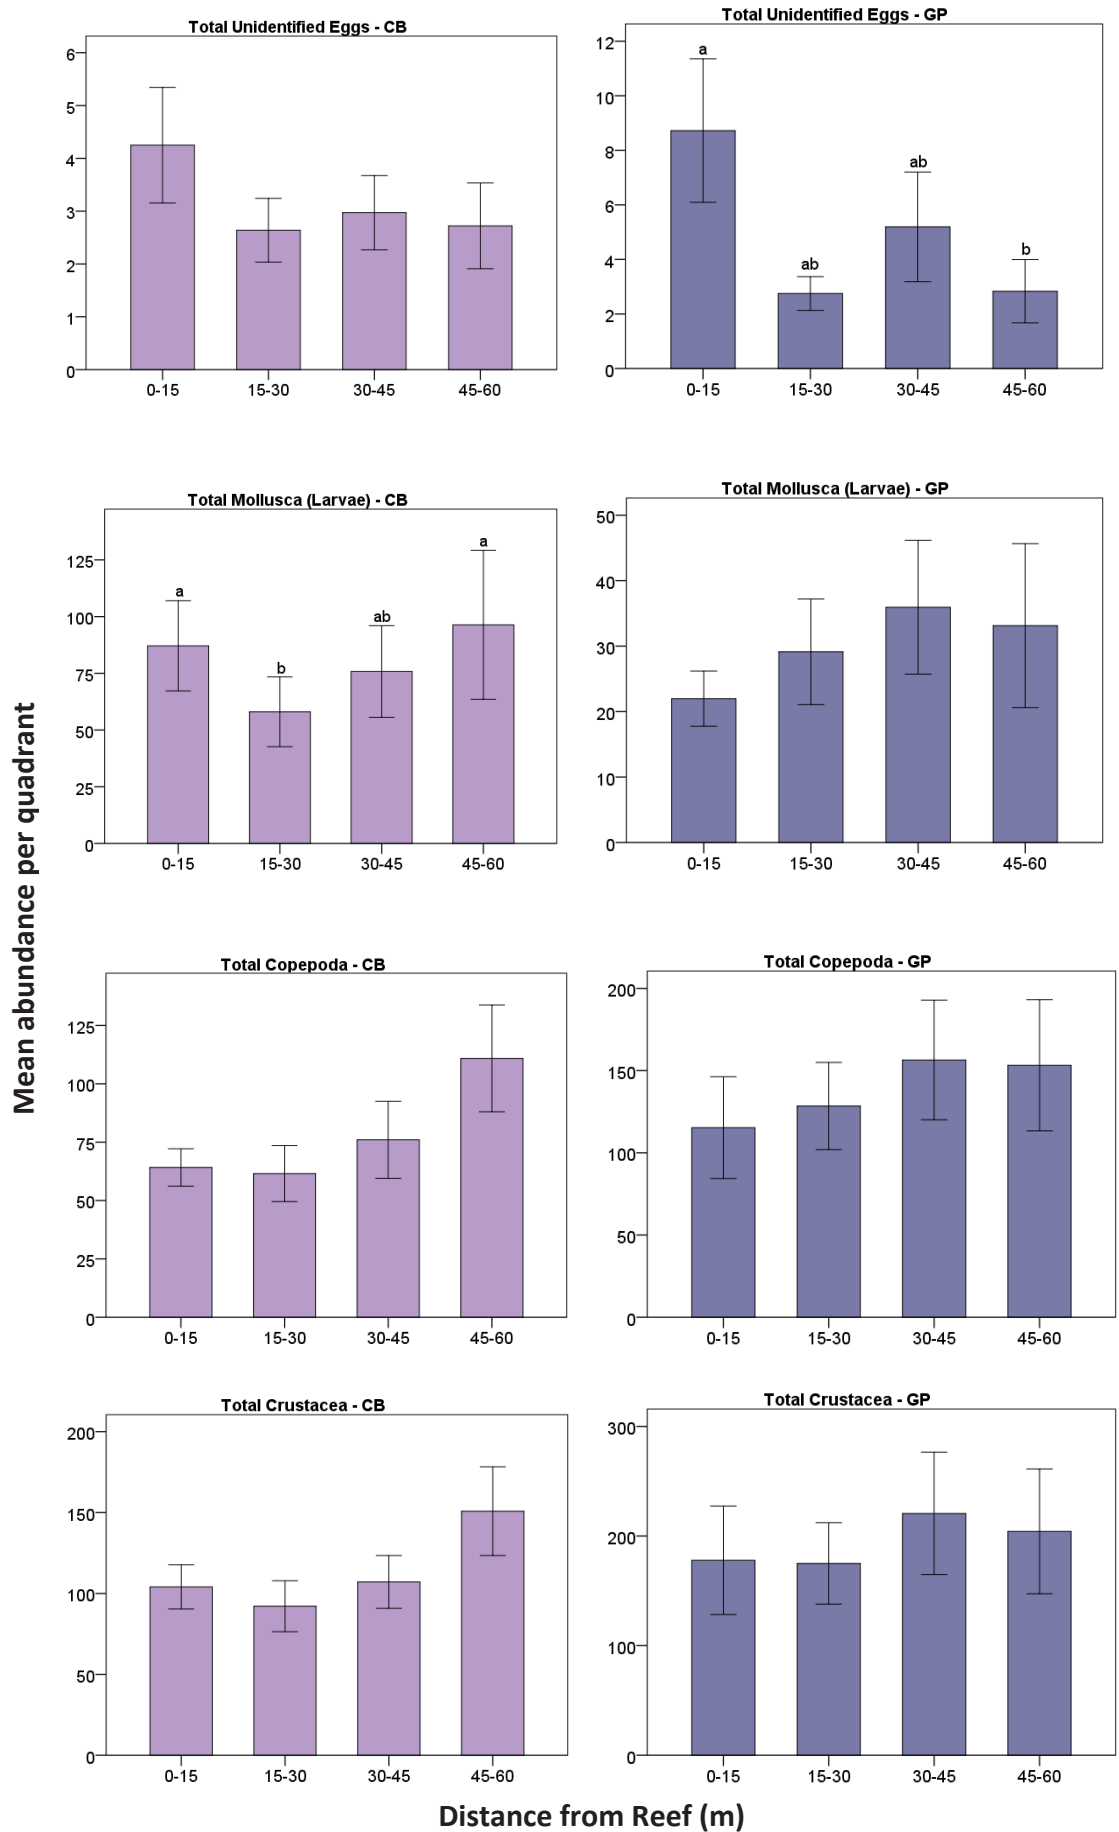 Total Unidentified Eggs - CB
6
5
4
3
2
1
0
0-15 15-30 30-45 45-60
Total Unidentified Eggs - GP
12
10
8
6
4
2
0
a
ab
ab
b
0-15 15-30 30-45 45-60
Total Mollusca (Larvae) - CB
125
100
75
50
25
0
a
b
ab
a
0-15 15-30 30-45 45-60
Total Mollusca (Larvae) - GP
50
40
30
20
10
0
0-15 15-30 30-45 45-60
Mean abundance per quadrant
Total Copepoda - CB
125
100
75
50
25
0
0-15 15-30 30-45 45-60
Total Copepoda - GP
200
150
100
50
0
0-15 15-30 30-45 45-60
Total Crustacea - CB
200
150
100
50
0
0-15 15-30 30-45 45-60
Total Crustacea - GP
300
200
100
0
0-15 15-30 30-45 45-60
Distance from Reef (m)